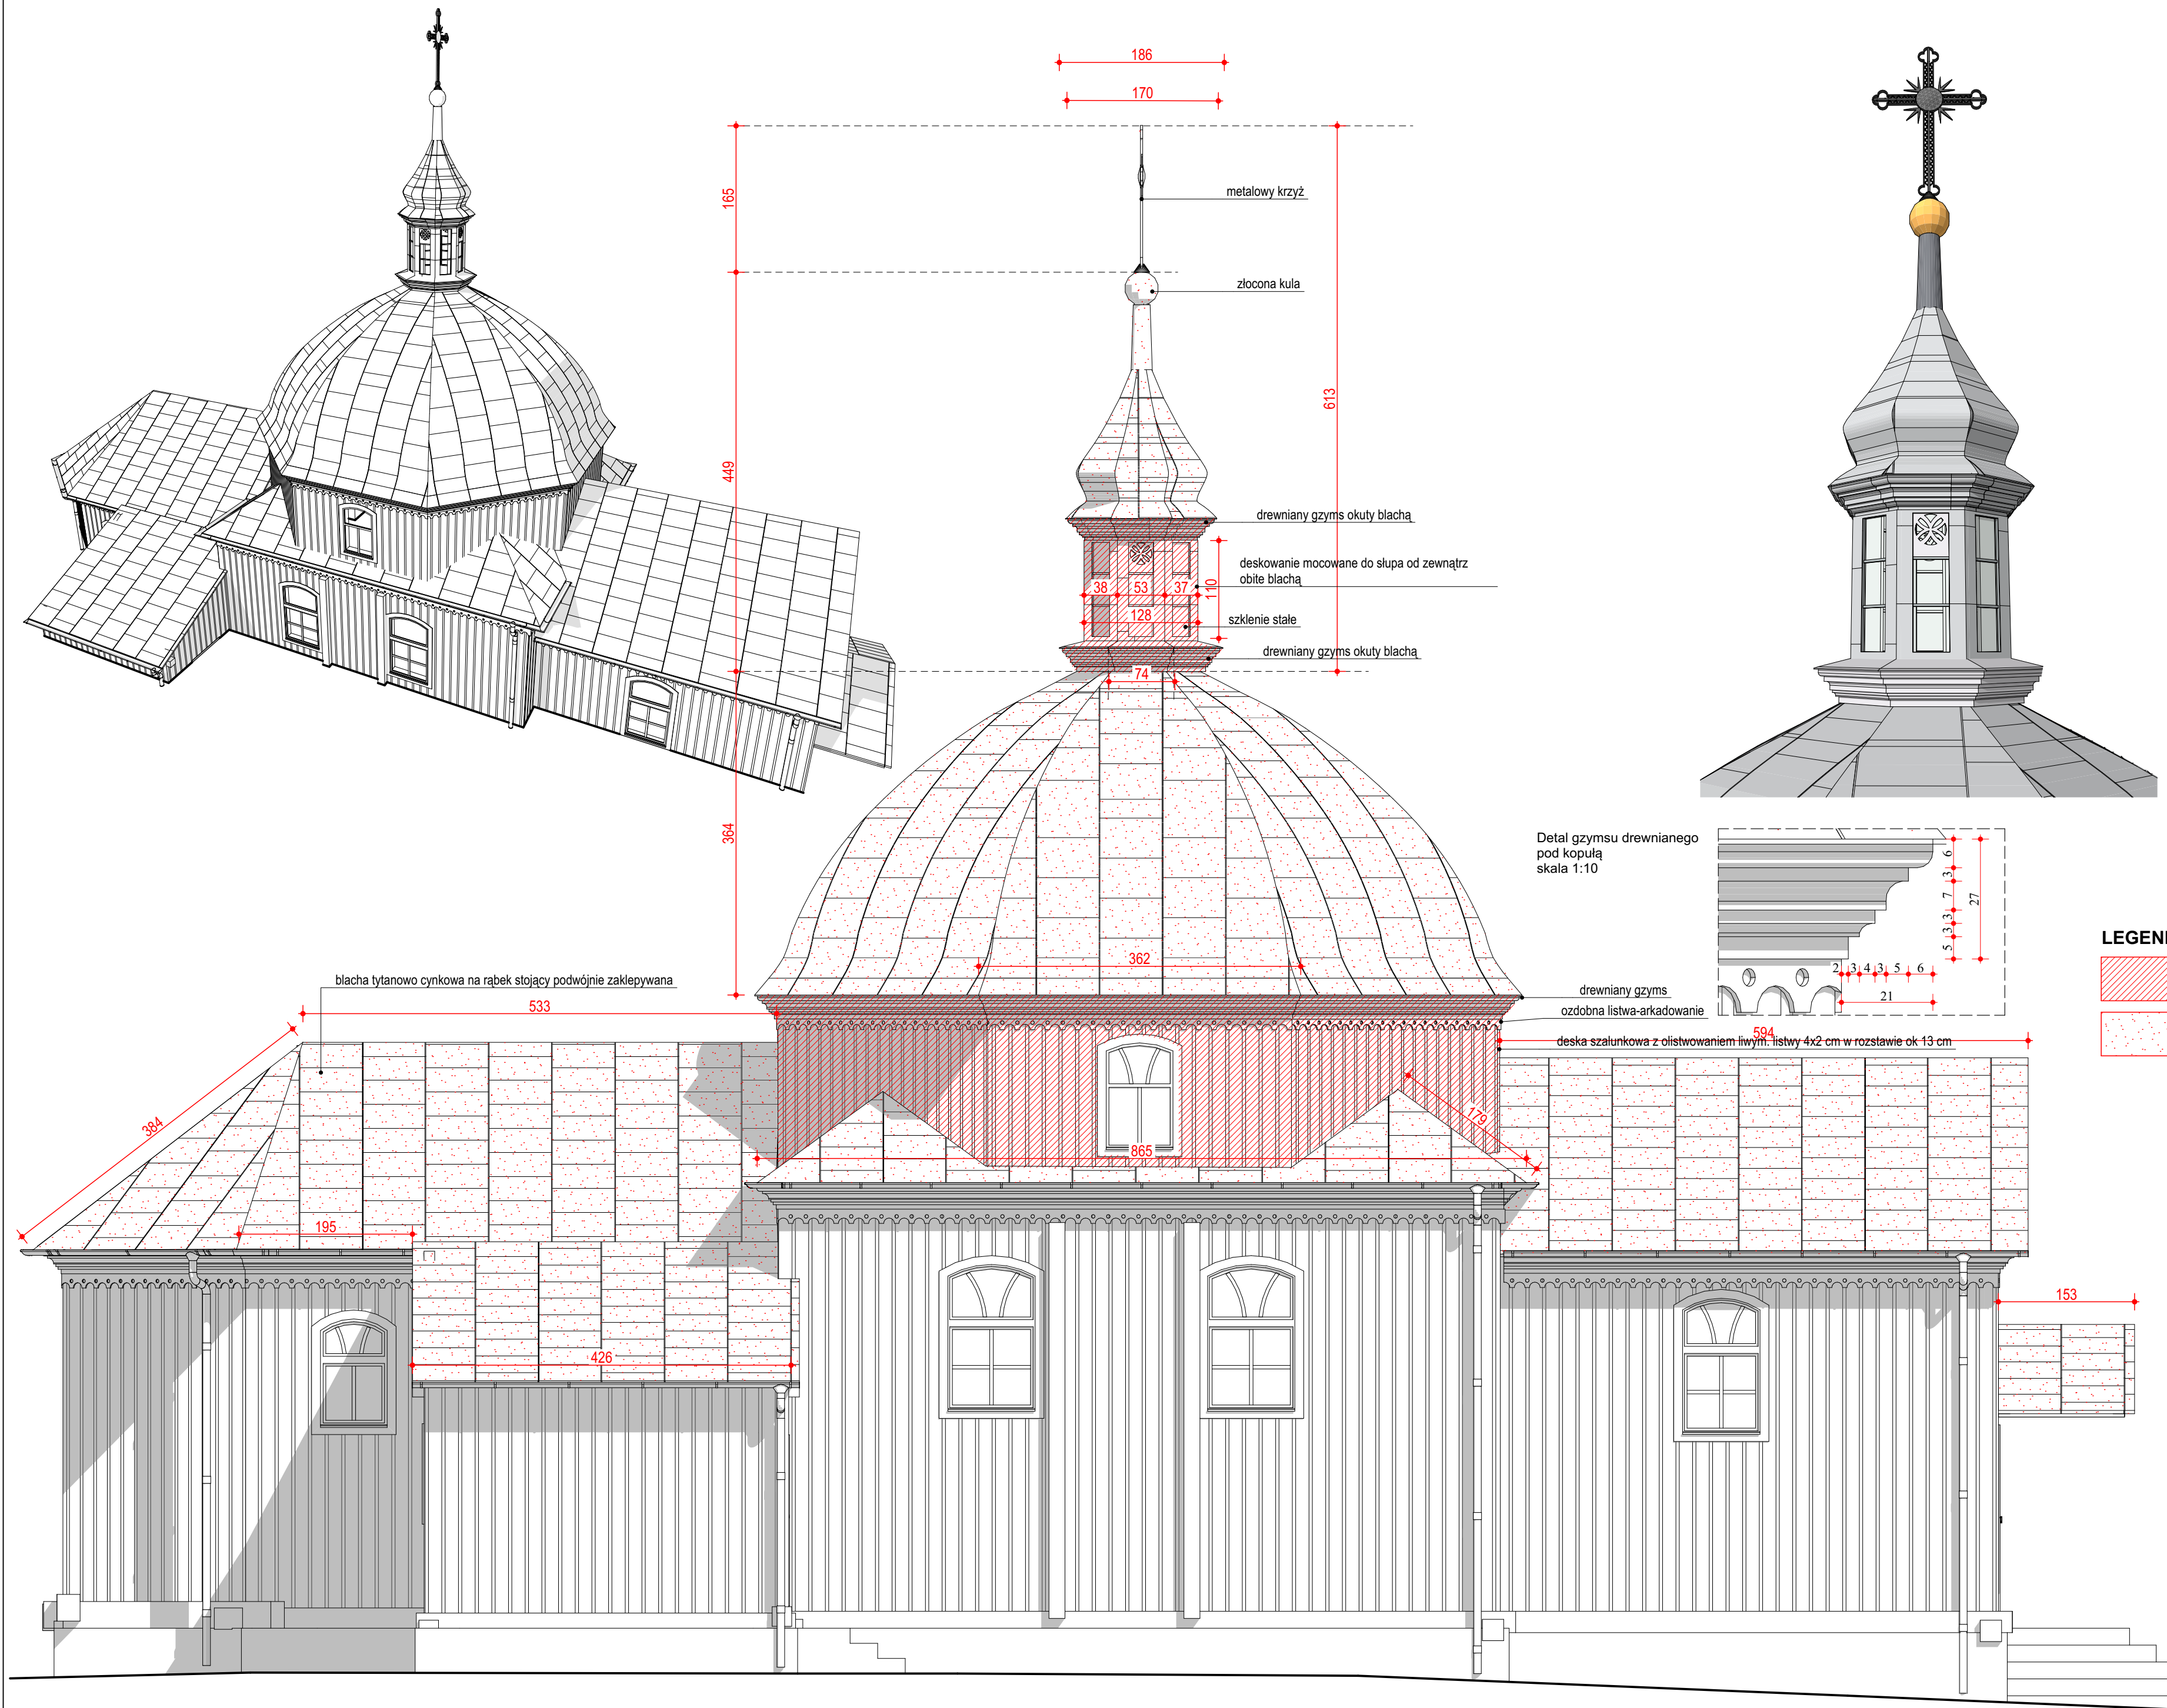 186
170
165
metalowy krzyż
złocona kula
613
449
drewniany gzyms okuty blachą
deskowanie mocowane do słupa od zewnątrz
obite blachą
110
38
53
37
128
szklenie stałe
drewniany gzyms okuty blachą
74
364
Detal gzymsu drewnianego
pod kopułą
skala 1:10
6
3
7
3
3
5
27
2
3
4
3
5
6
21
LEGEN
362
blacha tytanowo cynkowa na rąbek stojący podwójnie zaklepywana
drewniany gzyms
533
ozdobna listwa-arkadowanie
594
deska szalunkowa z olistwowaniem liwym. listwy 4x2 cm w rozstawie ok 13 cm
384
179
865
195
153
426